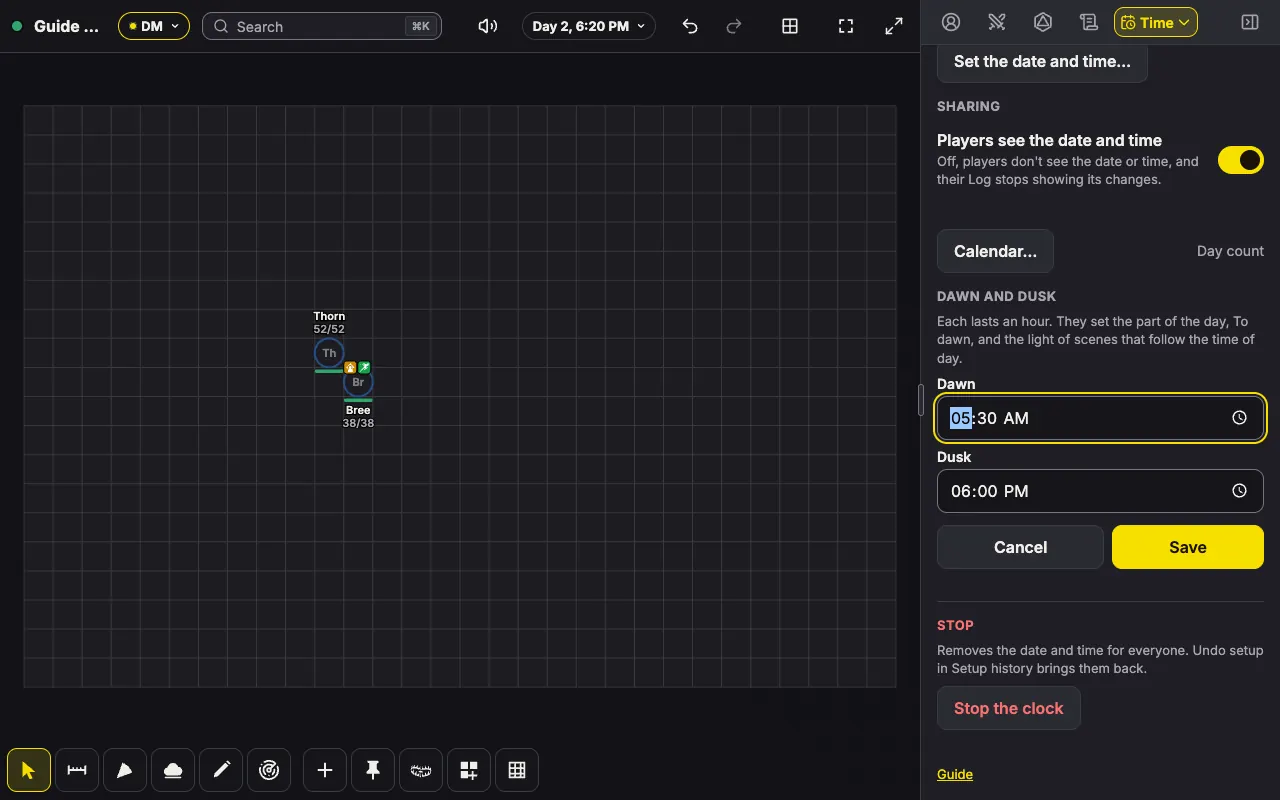 Guide ...
DM
Search
⌘K
Day 2, 6:20 PM
Time
Set the date and time...
SHARING
Players see the date and time
Off, players don't see the date or time, and
their Log stops showing its changes.
Calendar...
Day count
DAWN AND DUSK
Each lasts an hour. They set the part of the day, To
dawn, and the light of scenes that follow the time of
day.
Dawn
05:30 AM
Dusk
06:00 PM
Cancel
Save
STOP
Removes the date and time for everyone. Undo setup
in Setup history brings them back.
Stop the clock
Guide
Thorn
52/52
Th
Br
Bree
38/38